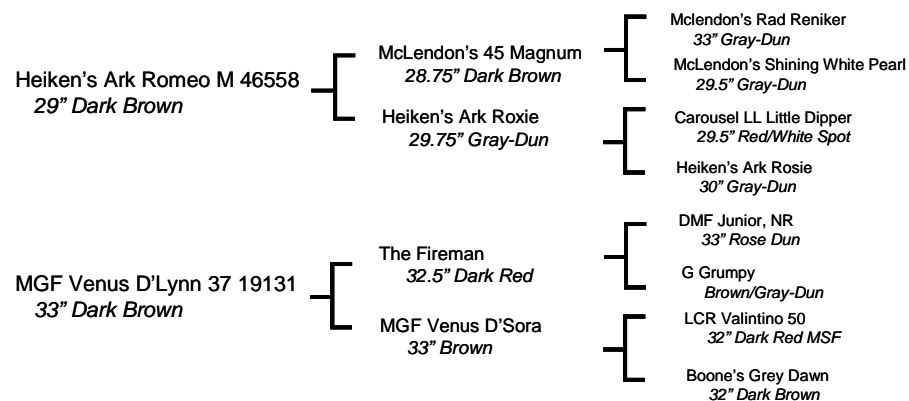 Heiken's Ark Romeo M 46558
29” Dark Brown
McLendon's 45 Magnum
28.75” Dark Brown
Heiken's Ark Roxie
29.75” Gray-Dun
Mclendon's Rad Reniker
33” Gray-Dun
McLendon's Shining White Pearl
29.5” Gray-Dun
Carousel LL Little Dipper
29.5” Red/White Spot
Heiken's Ark Rosie
30” Gray-Dun
MGF Venus D'Lynn 37 19131
33” Dark Brown
The Fireman
32.5” Dark Red
MGF Venus D'Sora
33” Brown
DMF Junior, NR
33” Rose Dun
G Grumpy
Brown/Gray-Dun
LCR Valintino 50
32” Dark Red MSF
Boone's Grey Dawn
32” Dark Brown